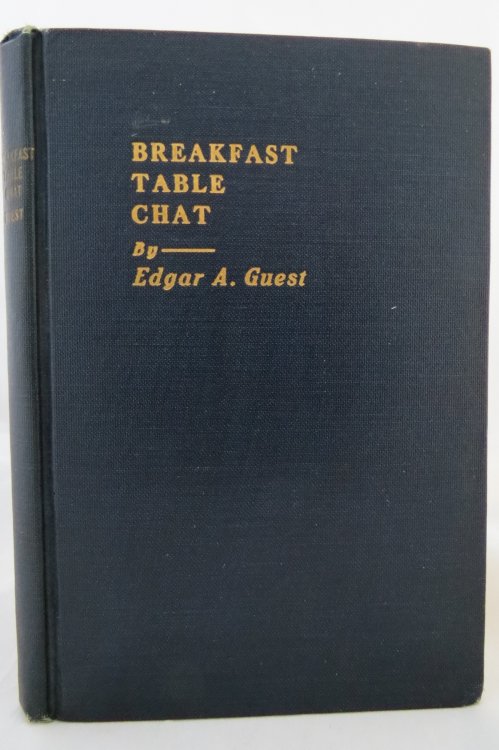 BREAKFAST
TABLE
CHAT
By
Edgar A. Guest